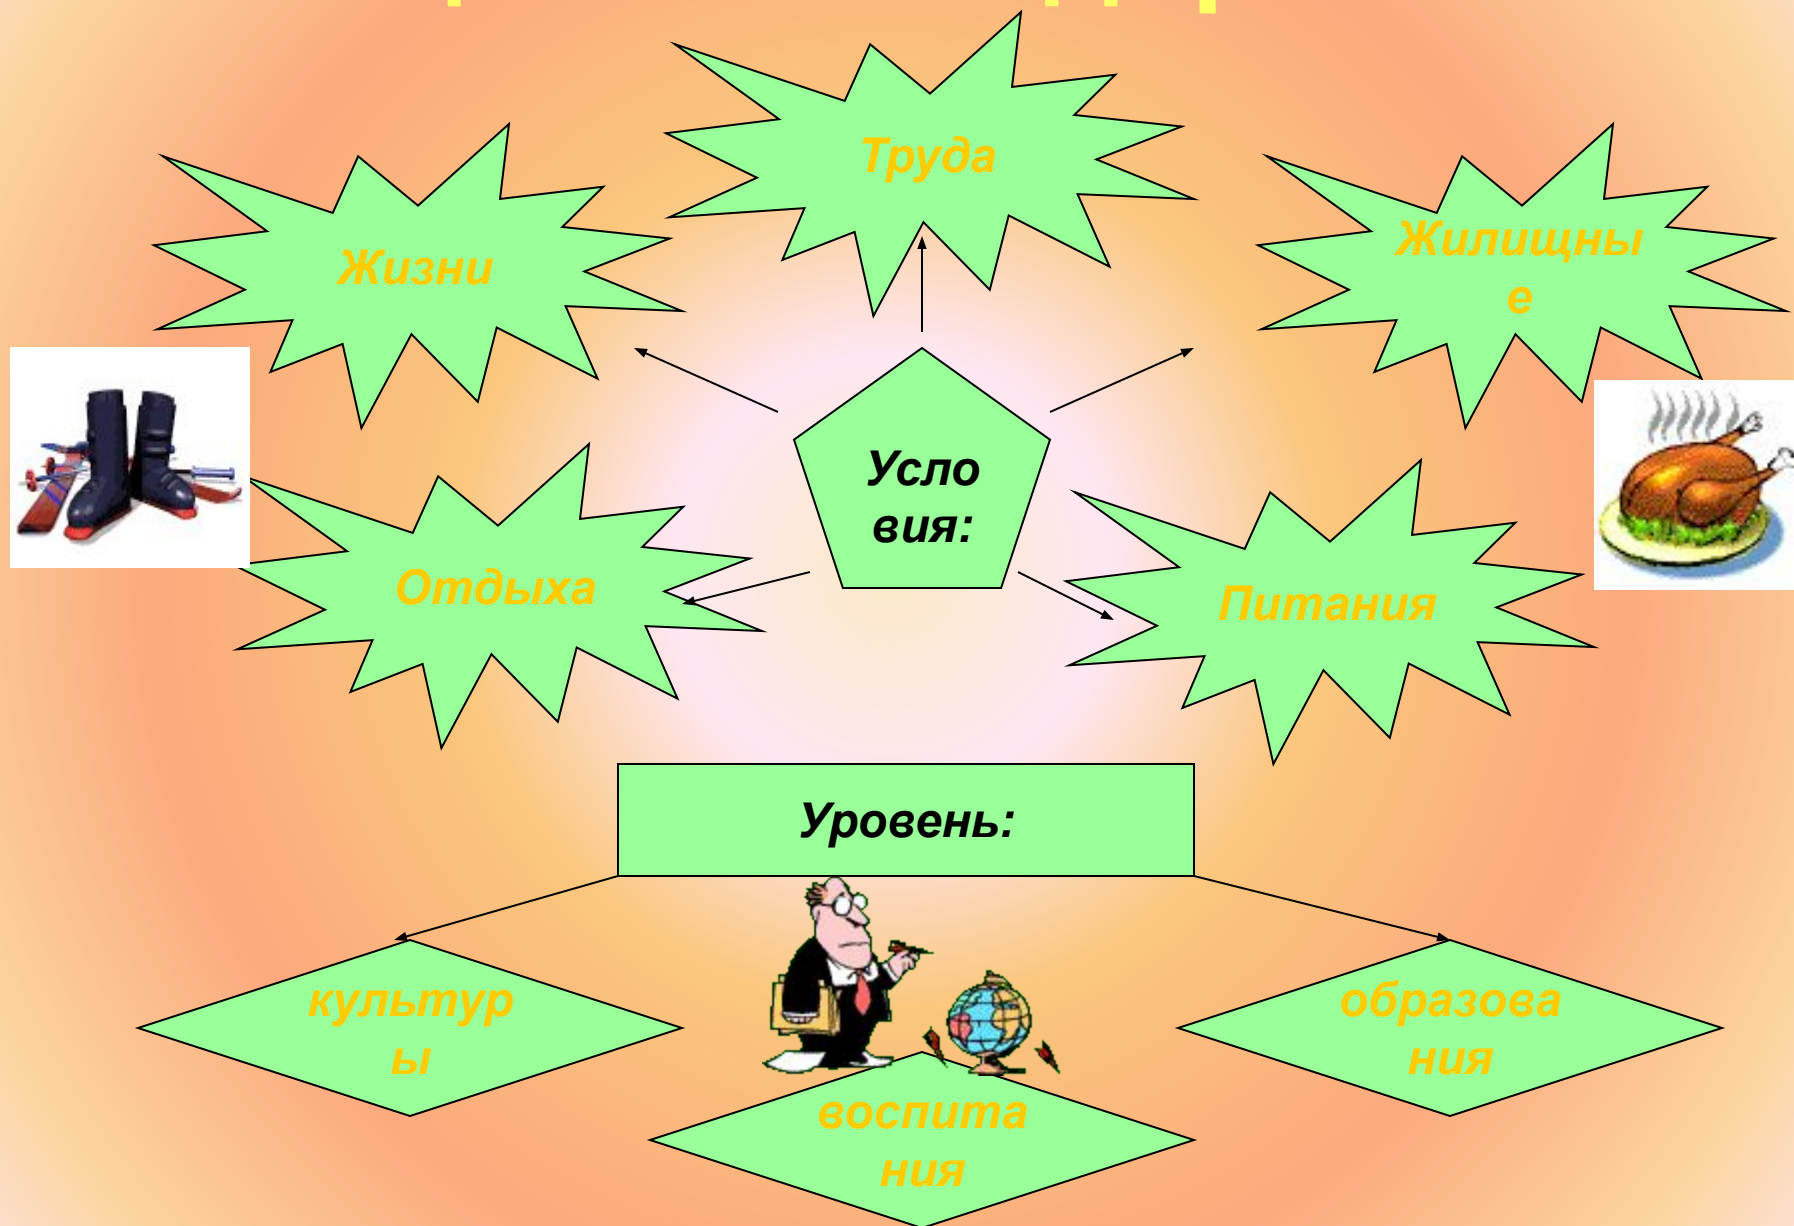 Труда
Жизни
Жилищны
е
Усло
вия:
Отдыха
Питания
Уровень:
культур
ы
образова
ния
воспита
ния